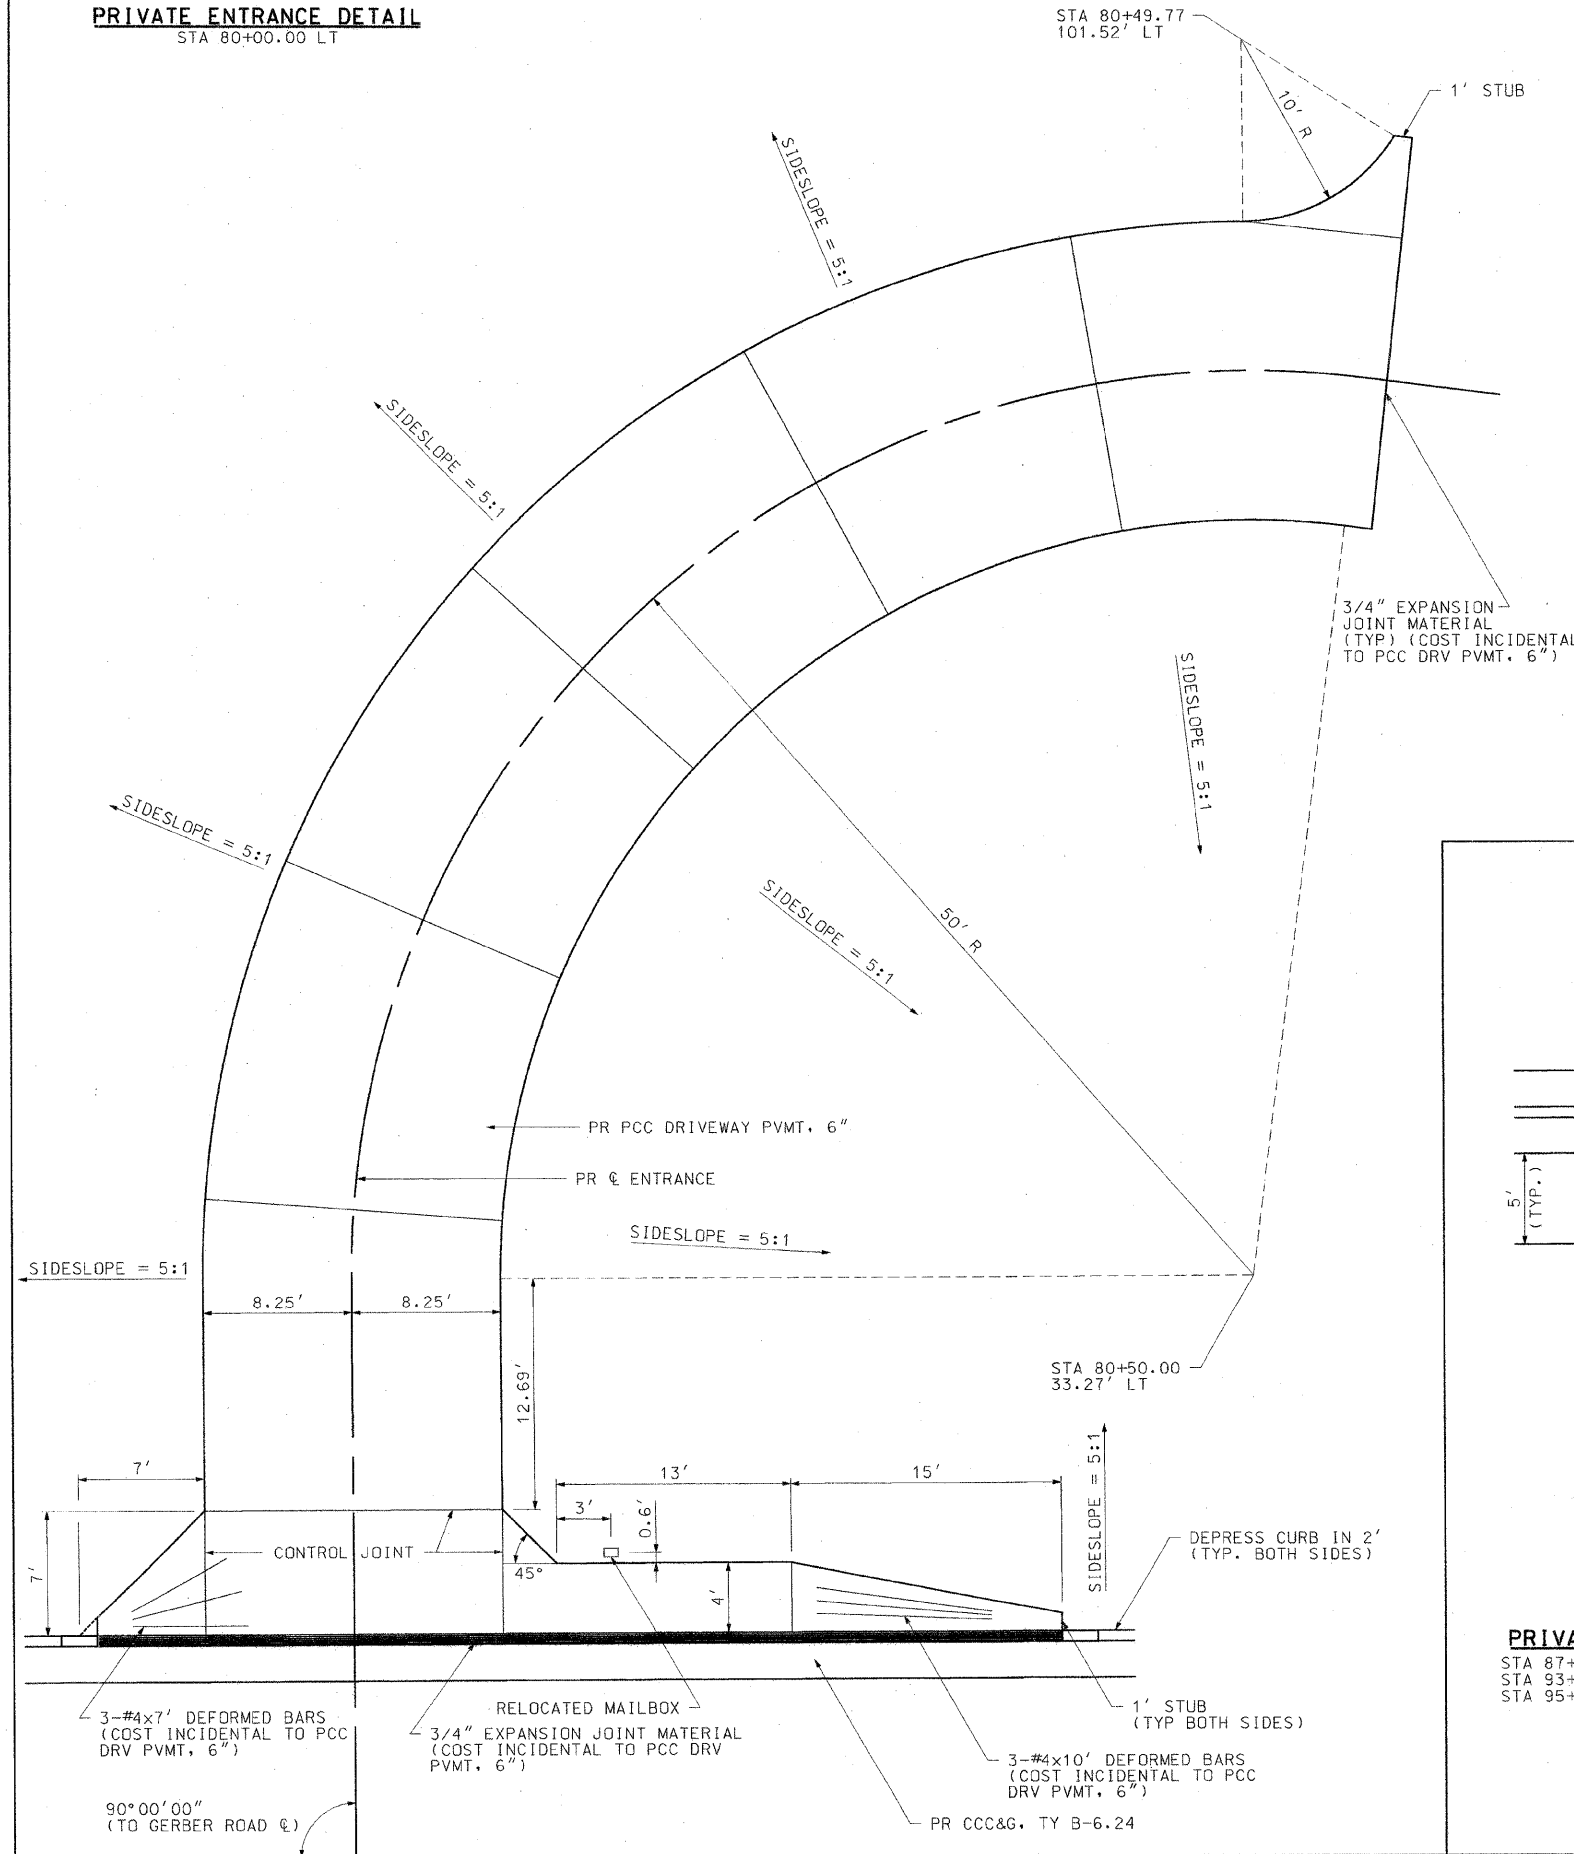 PRIVATE ENTRANCE DETAIL
STA 80+00.00 LT
STA 80+49.77
101.52' LT
1' STUB
10' R
SIDESLOPE = 5:1
SIDESLOPE = 5:1
3/4" EXPANSION
JOINT MATERIAL
(TYP) (COST INCIDENTAL
TO PCC DRV PVMT. 6")
SIDESLOPE = 5:1
SIDESLOPE = 5:1
SIDESLOPE = 5:1
50' R
PR PCC DRIVEWAY PVMT. 6"
PR ℄ ENTRANCE
5'
(TYP.)
SIDESLOPE = 5:1
SIDESLOPE = 5:1
8.25'
8.25'
12.69'
STA 80+50.00
33.27' LT
SIDESLOPE = 5:1
7'
13'
15'
3'
0.6'
7'
CONTROL JOINT
45°
4'
DEPRESS CURB IN 2'
(TYP. BOTH SIDES)
PRIVA
STA 87+
STA 93+
STA 95+
3-#4x7' DEFORMED BARS
(COST INCIDENTAL TO PCC
DRV PVMT, 6")
RELOCATED MAILBOX
3/4" EXPANSION JOINT MATERIAL
(COST INCIDENTAL TO PCC DRV
PVMT. 6")
1' STUB
(TYP BOTH SIDES)
3-#4x10' DEFORMED BARS
(COST INCIDENTAL TO PCC
DRV PVMT, 6")
90°00'00"
(TO GERBER ROAD ℄)
PR CCC&G. TY B-6.24